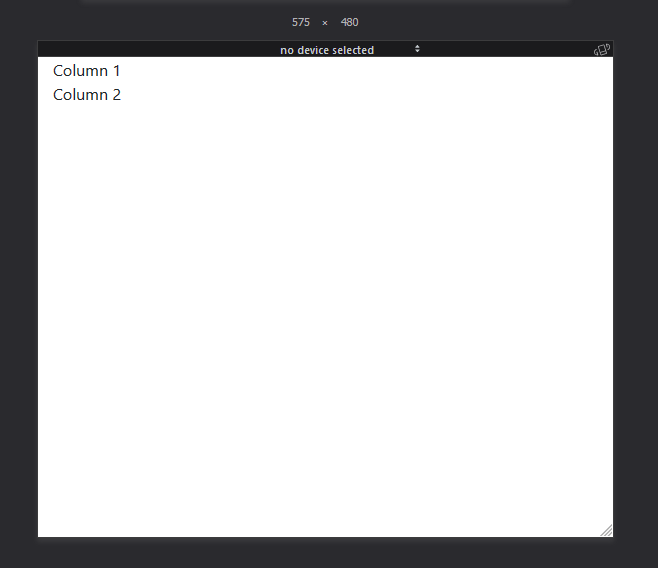 575 × 480
no device selected
Column 1
Column 2